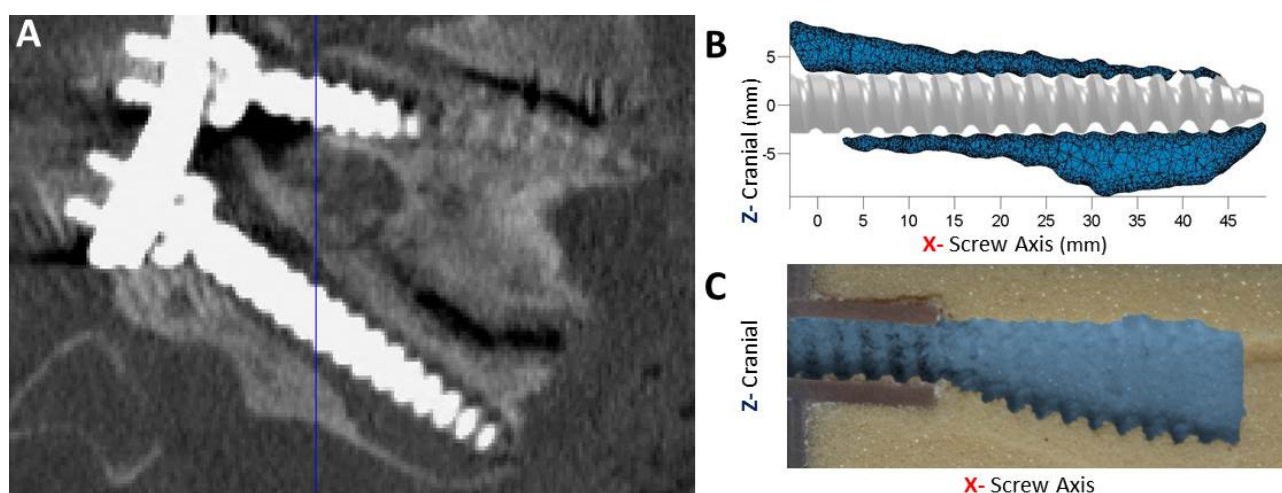 A
B
Z- Cranial (mm)
5
0
-5
0 5 10 15 20 25 30 35 40 45
X- Screw Axis (mm)
C
Z- Cranial
X- Screw Axis